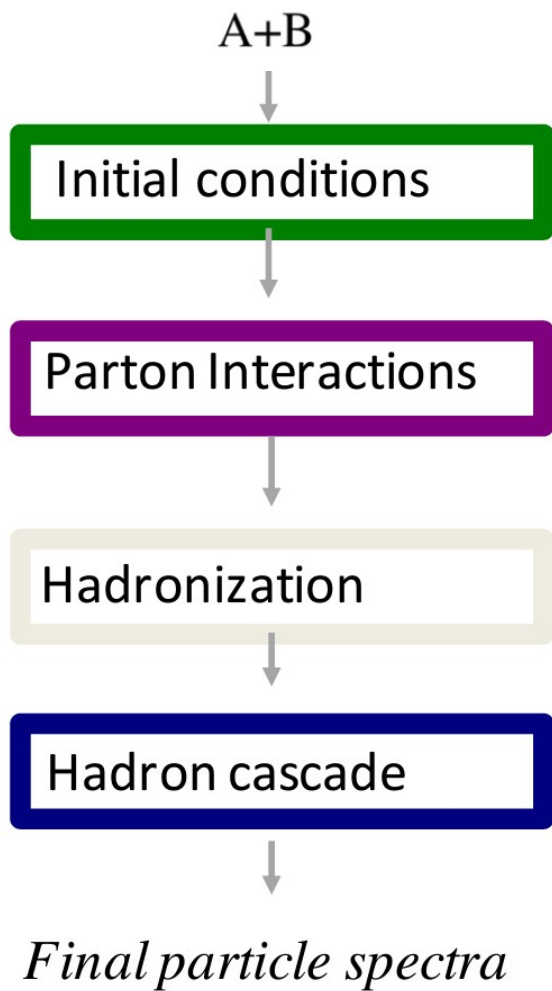 A+B
Initial conditions
Parton Interactions
Hadronization
Hadron cascade
Final particle spectra